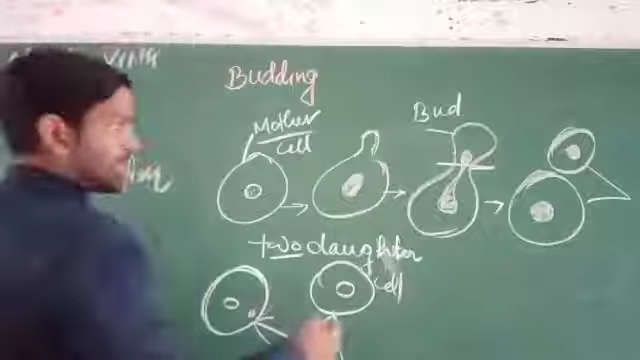 Budding
Mother
cell
Bud
two daughter
cell